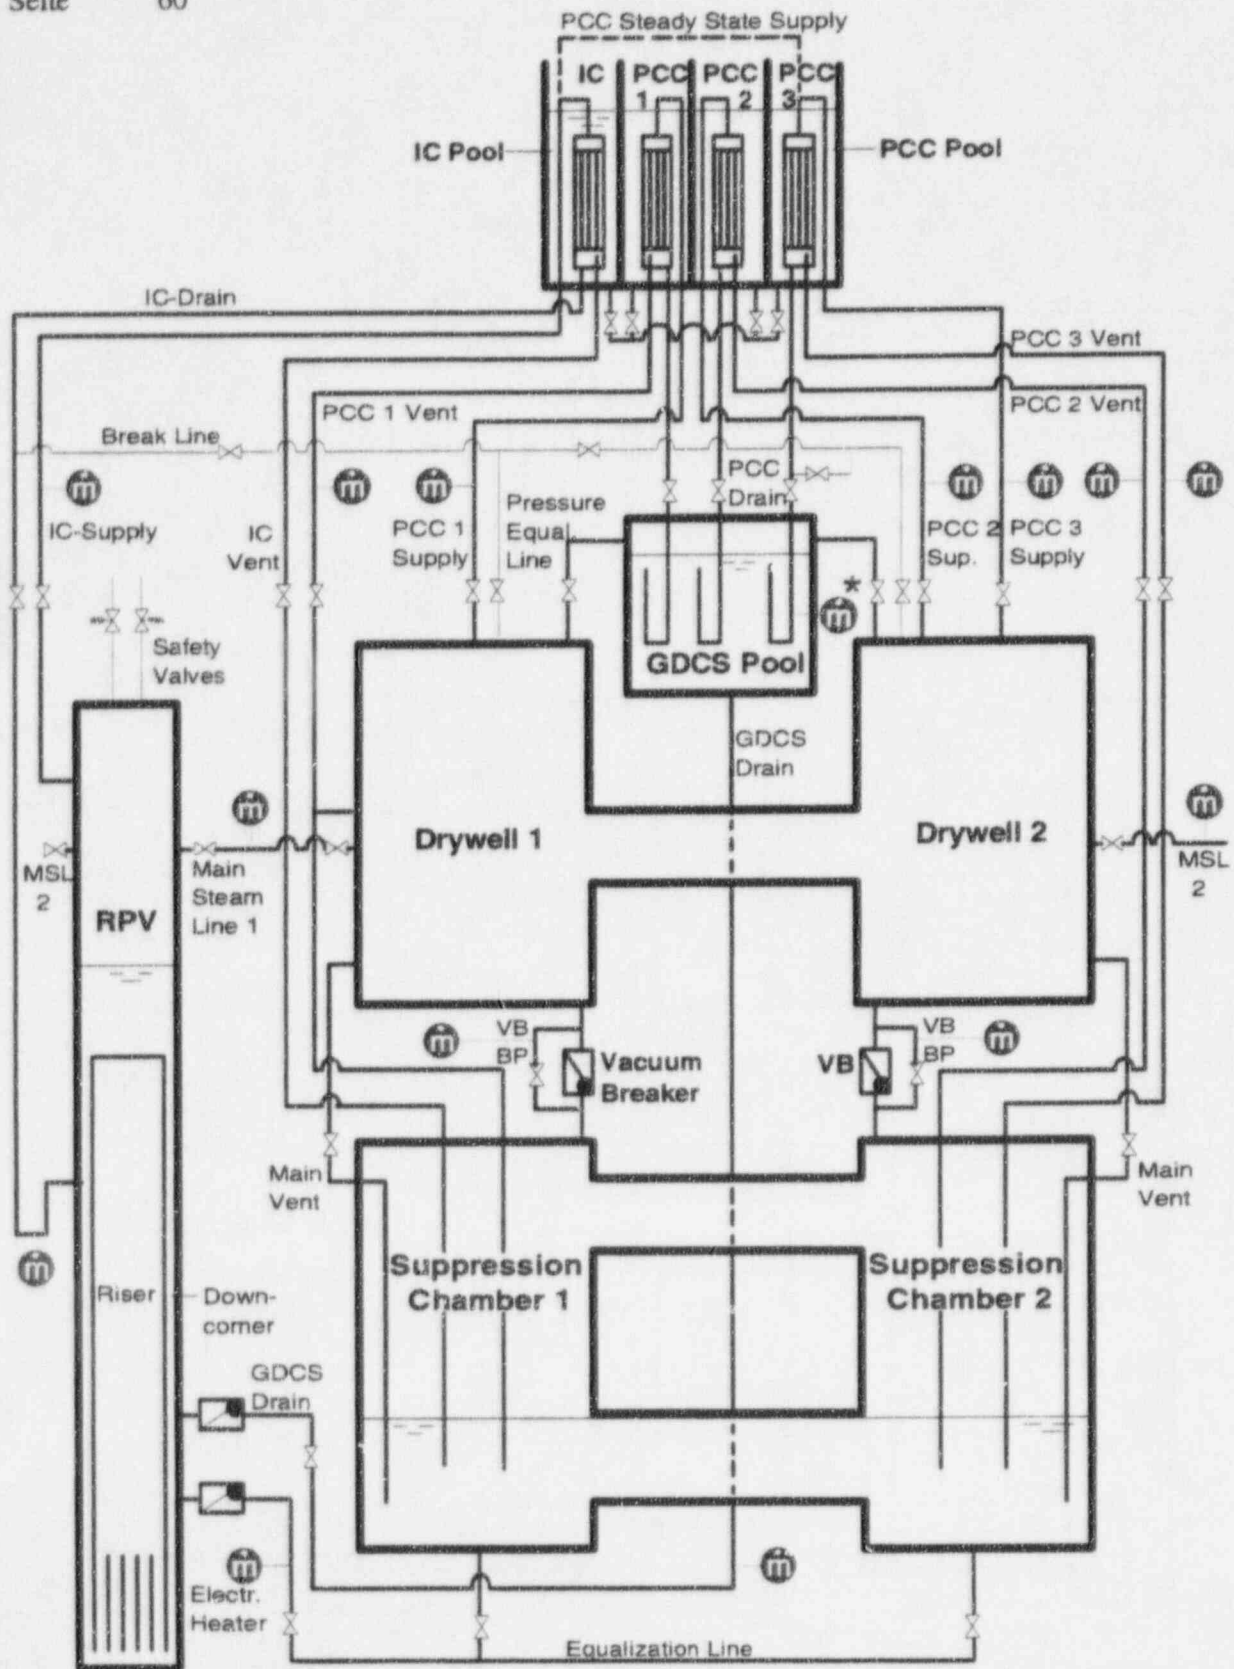 Seite 60
PCC Steady State Supply
IC PCC PCC PCC
1 2 3
IC Pool
PCC Pool
IC-Drain
PCC 3 Vent
PCC 1 Vent
PCC 2 Vent
Break Line
m m m m m m m
PCC
Drain
IC-Supply
IC
Vent
PCC 1
Supply
Pressure
Equal.
Line
PCC 2
Sup.
PCC 3
Supply
*
m
Safety
Valves
GDCS Pool
GDCS
Drain
m
m
Drywell 1
Drywell 2
MSL
2
Main
Steam
Line 1
MSL
2
RPV
m
VB
BP
Vacuum
Breaker
VB
VB
BP
m
Main
Vent
Main
Vent
m
Suppression
Chamber 1
Suppression
Chamber 2
Riser
Down-
comer
GDCS
Drain
m
m
Electr.
Heater
Equalization Line